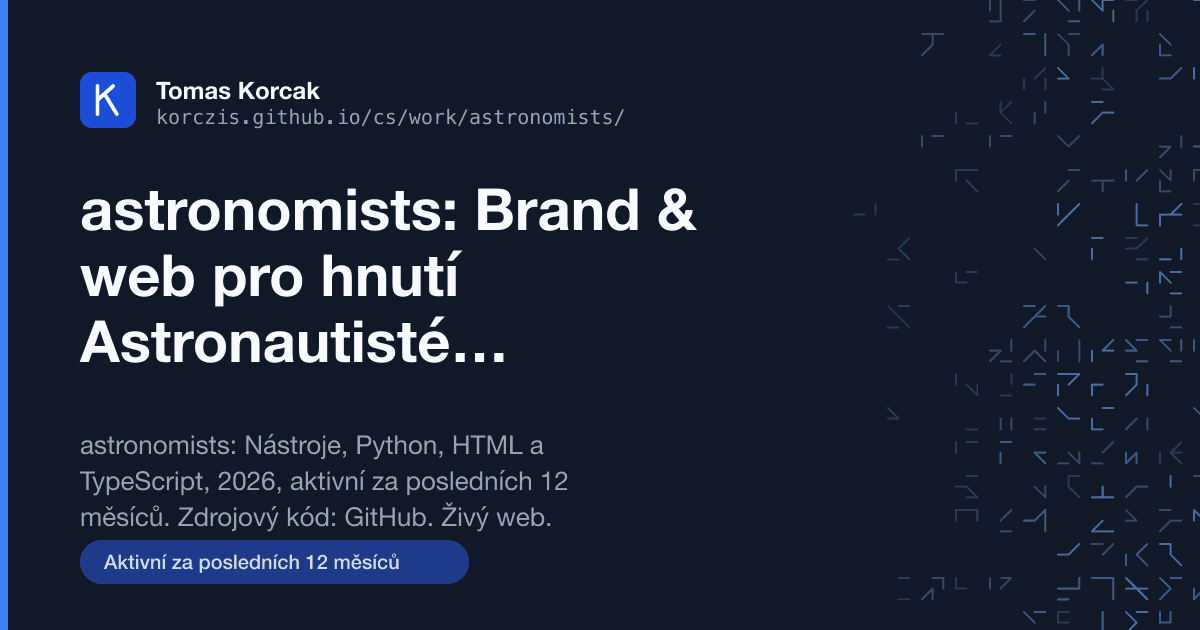 K
Tomas Korcak
korczis.github.io/cs/work/astronomists/
astronomists: Brand &
web pro hnutí
Astronautisté…
astronomists: Nástroje, Python, HTML a
TypeScript, 2026, aktivní za posledních 12
měsíců. Zdrojový kód: GitHub. Živý web.
Aktivní za posledních 12 měsíců